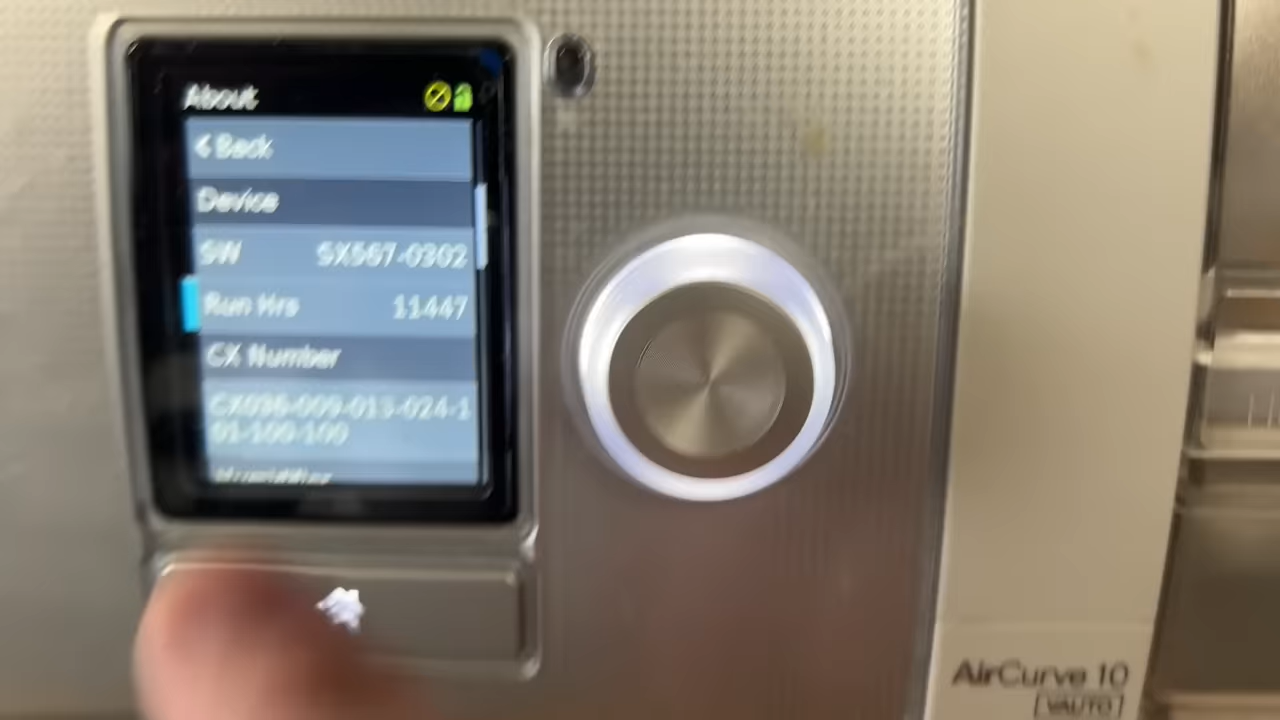 About
< Back
Device
SW SX567-0302
Run Hrs 11447
CX Number
CX036-009-013-024-1
01-100-100
Humidifier
AirCurve 10
VAUTO